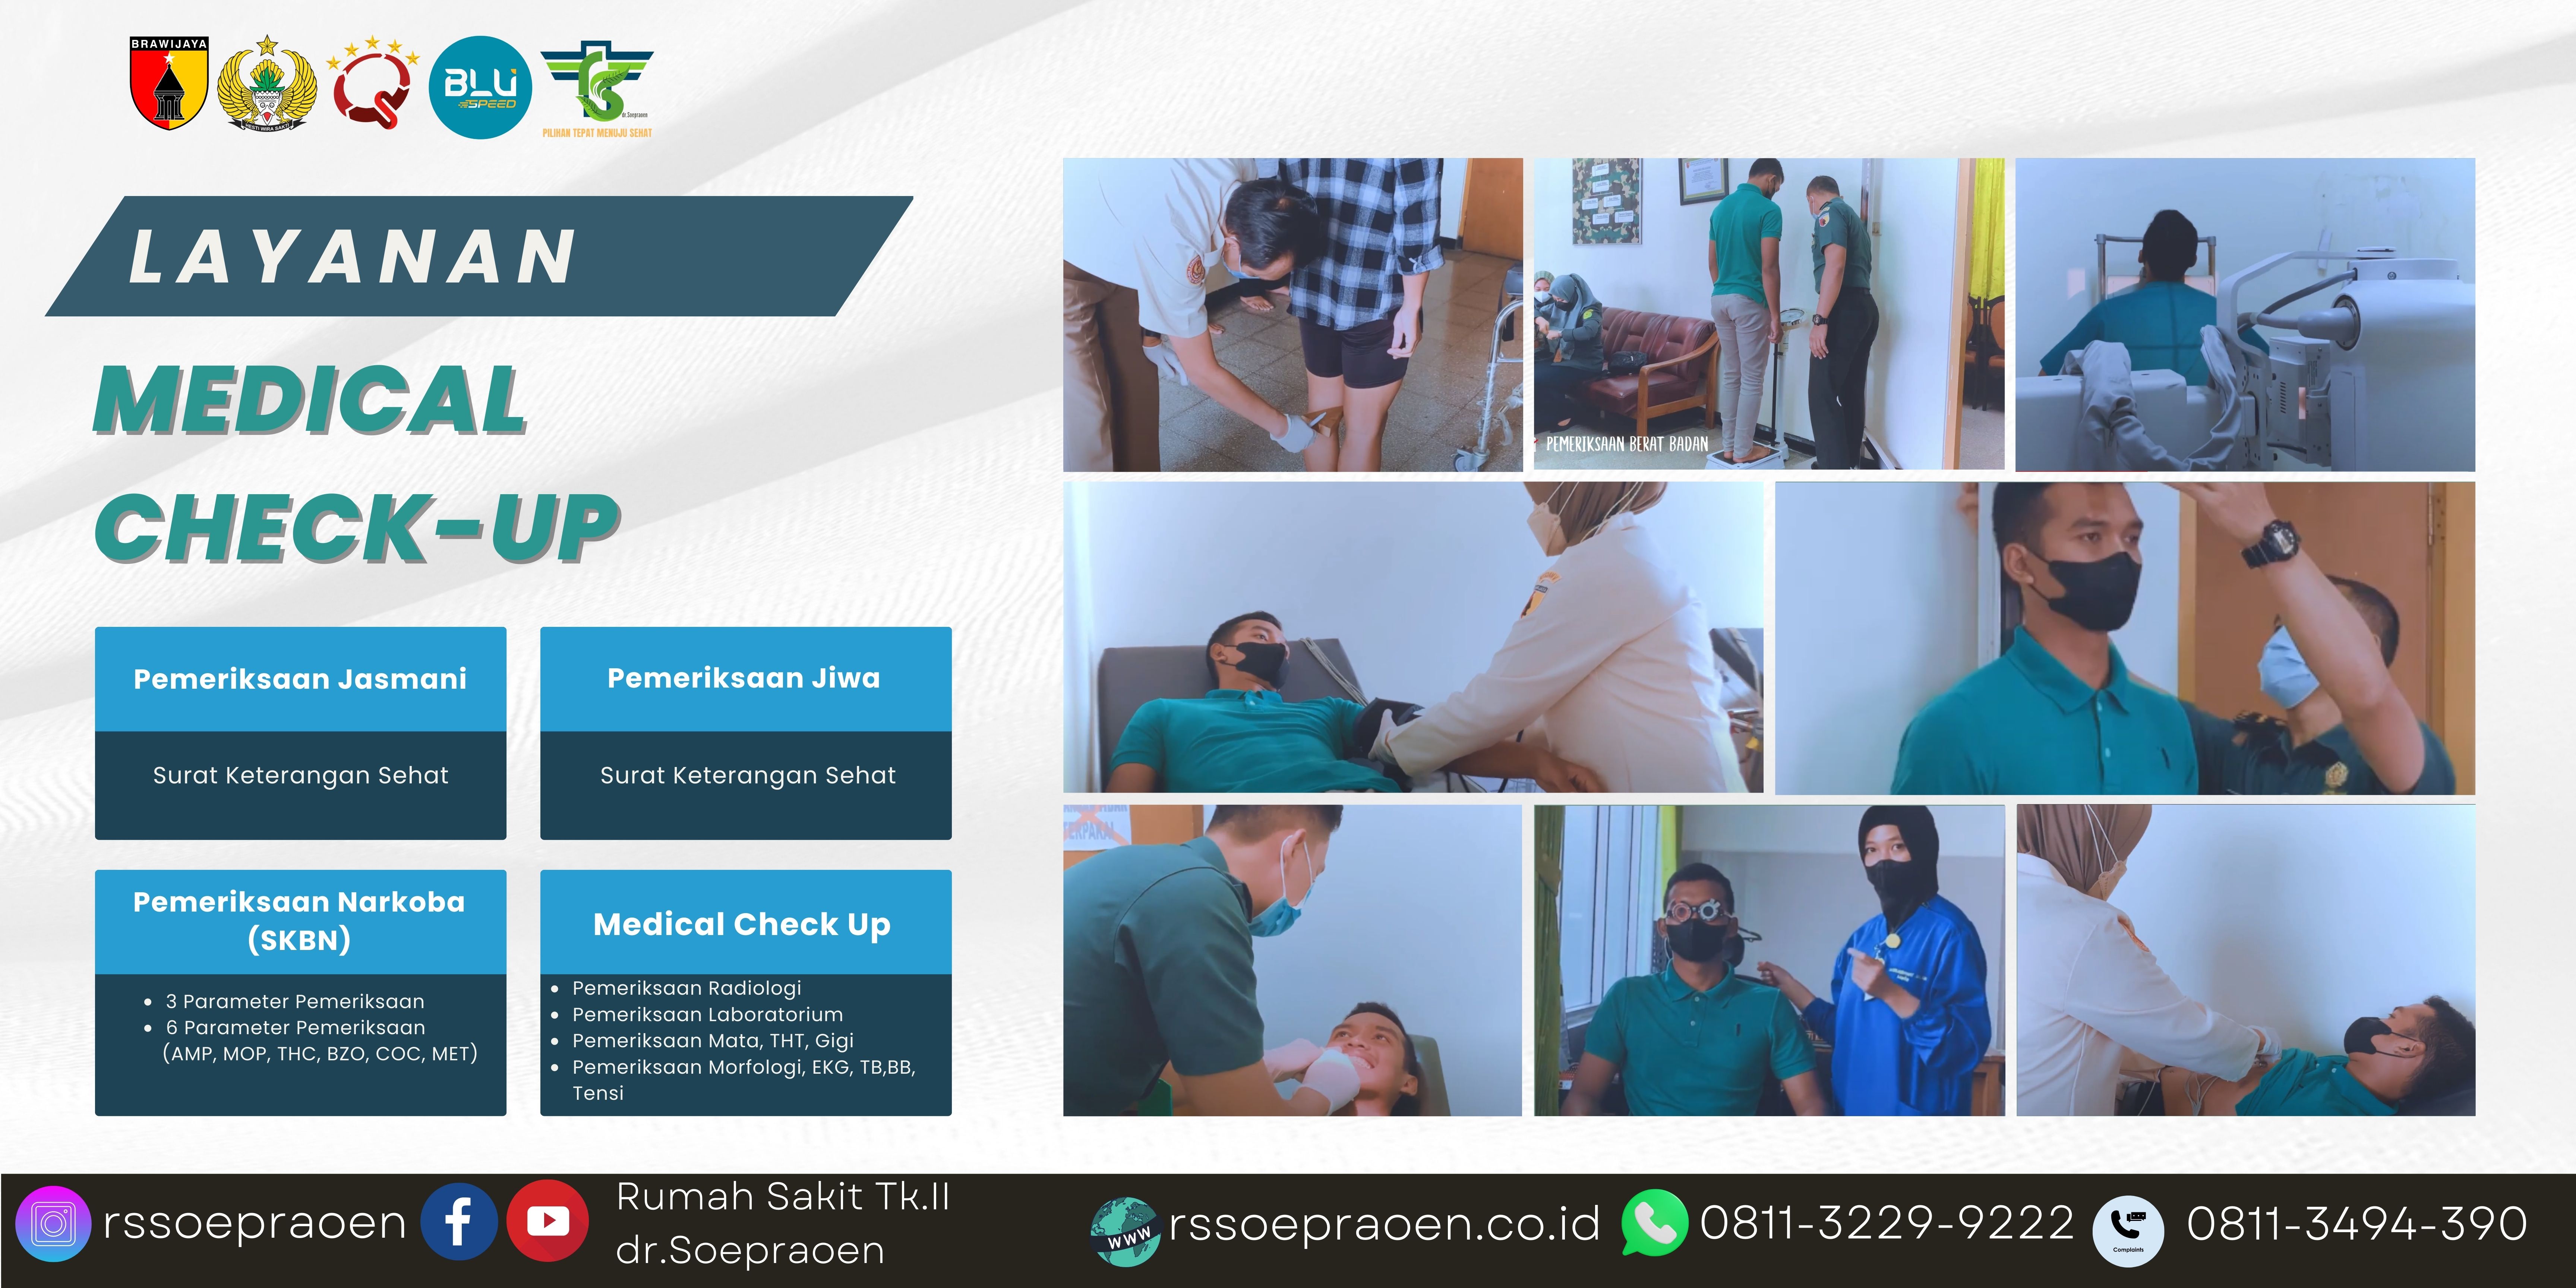 BRAWIJAYA
BLU
SPEED
dr.Soepraoen
PILIHAN TEPAT MENUJU SEHAT
LAYANAN
MEDICAL
CHECK-UP
Pemeriksaan Jasmani
Surat Keterangan Sehat
Pemeriksaan Jiwa
Surat Keterangan Sehat
Pemeriksaan Narkoba
(SKBN)
• 3 Parameter Pemeriksaan
• 6 Parameter Pemeriksaan
(AMP, MOP, THC, BZO, COC, MET)
Medical Check Up
• Pemeriksaan Radiologi
• Pemeriksaan Laboratorium
• Pemeriksaan Mata, THT, Gigi
• Pemeriksaan Morfologi, EKG, TB,BB,
Tensi
PEMERIKSAAN BERAT BADAN
TERPAKAI
rssoepraoen
Rumah Sakit Tk.II
dr.Soepraoen
www
rssoepraoen.co.id
0811-3229-9222
Complaints
0811-3494-390